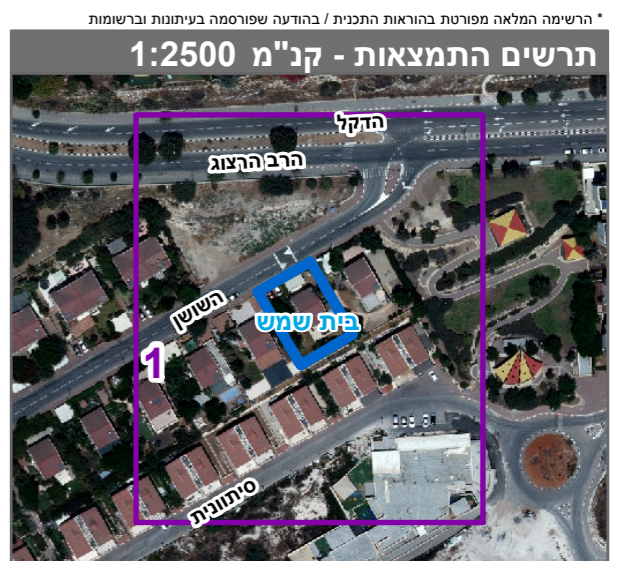 * הרשימה המלאה מפורטת בהוראות התכנית / בהודעה שפורסמה בעיתונות וברשומות
תרשים התמצאות - קנ"מ 1:2500
הדקל
הרב הרצוג
השושן
בית שמש
1
סיתוונית